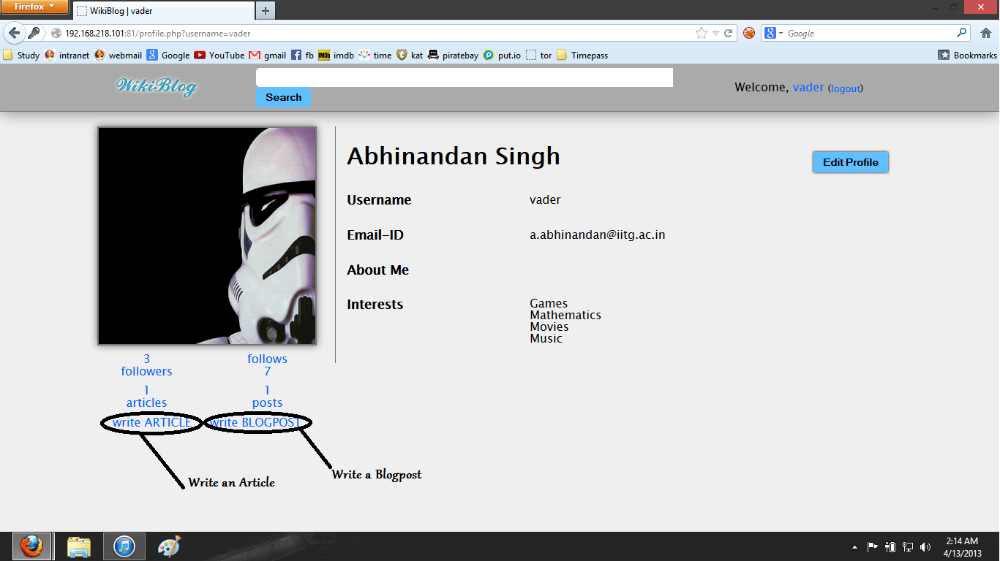 Firefox
WikiBlog | vader
192.168.218.101:81/profile.php?username=vader
Google
Study intranet webmail Google YouTube gmail fb imdb time kat piratebay put.io tor Timepass Bookmarks
WikiBlog
Search
Welcome, vader (logout)
Abhinandan Singh
Edit Profile
Username vader
Email-ID a.abhinandan@iitg.ac.in
About Me
Interests Games
Mathematics
Movies
Music
3 follows
followers 7
1 1
articles posts
write ARTICLE write BLOGPOST
Write a Blogpost
Write an Article
2:14 AM
4/13/2013